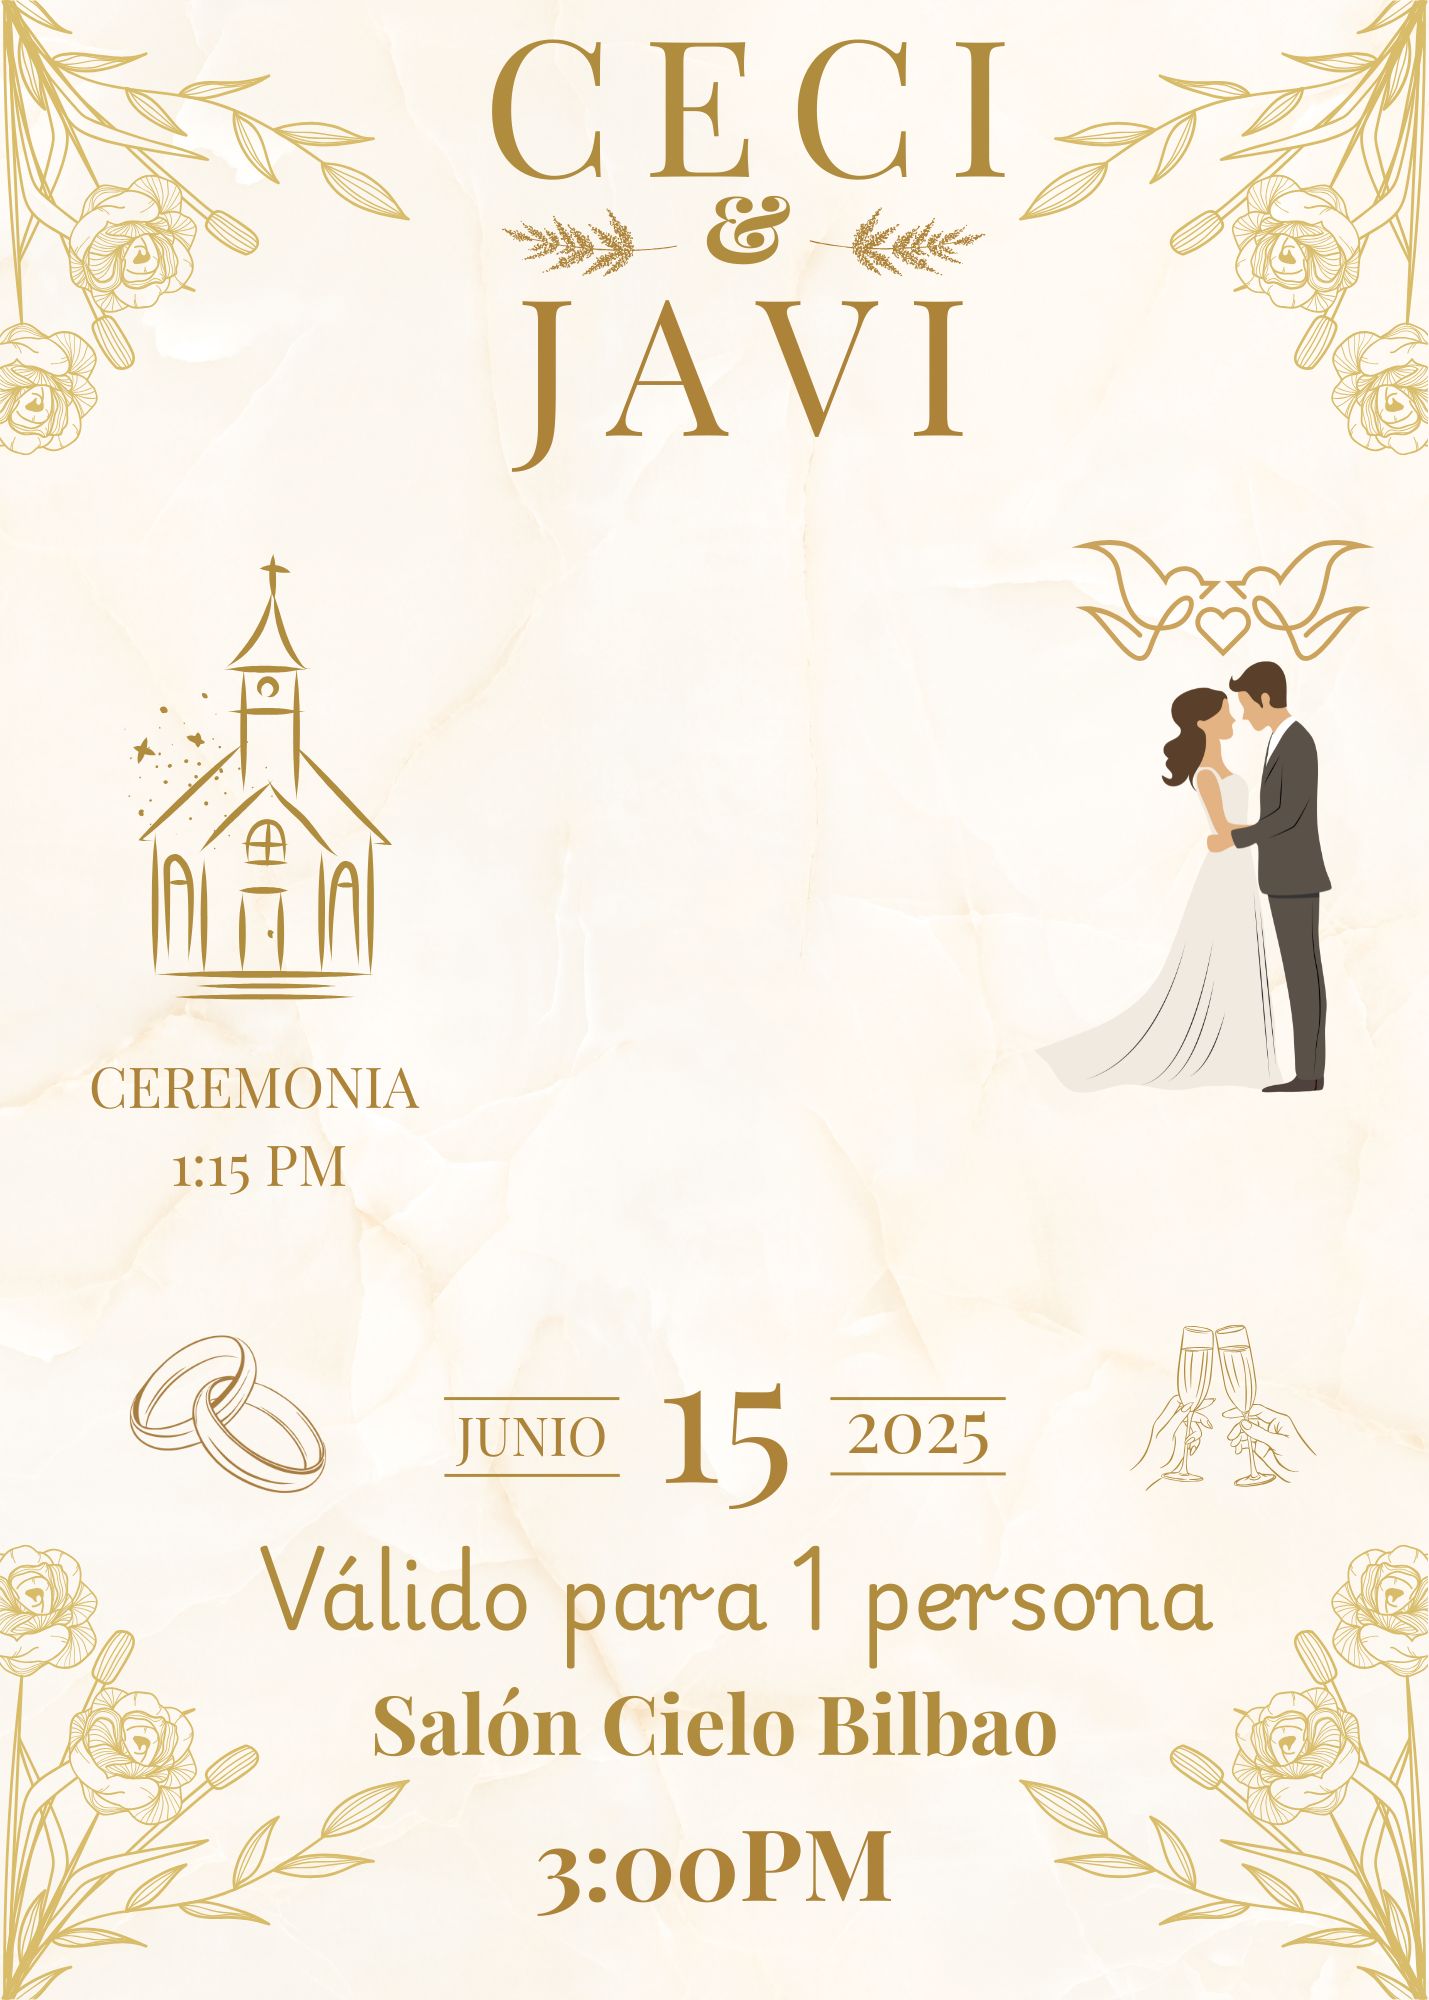 CECI
&
JAVI
CEREMONIA
1:15 PM
JUNIO 15 2025
Válido para 1 persona
Salón Cielo Bilbao
3:00PM